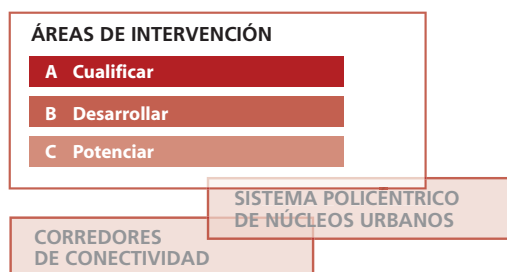 ÁREAS DE INTERVENCIÓN
A Cualificar
B Desarrollar
C Potenciar
SISTEMA POLICÉNTRICO
DE NÚCLEOS URBANOS
CORREDORES
DE CONECTIVIDAD